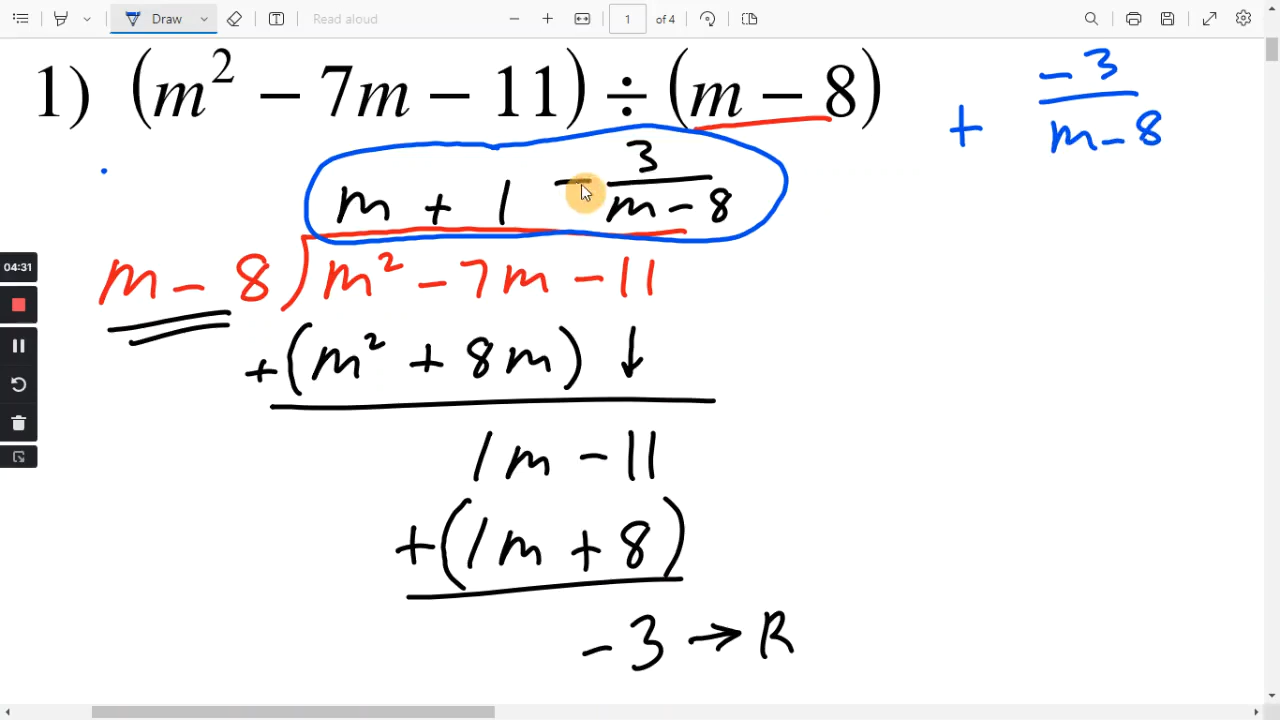 Draw Read aloud 1 of 4
1) (m² − 7m − 11) ÷ (m − 8)
+ −3/(m−8)
m + 1 − 3/(m−8)
m − 8 ) m² − 7m − 11
+(m² + 8m) ↓
1m − 11
+(1m + 8)
−3 → R
04:31